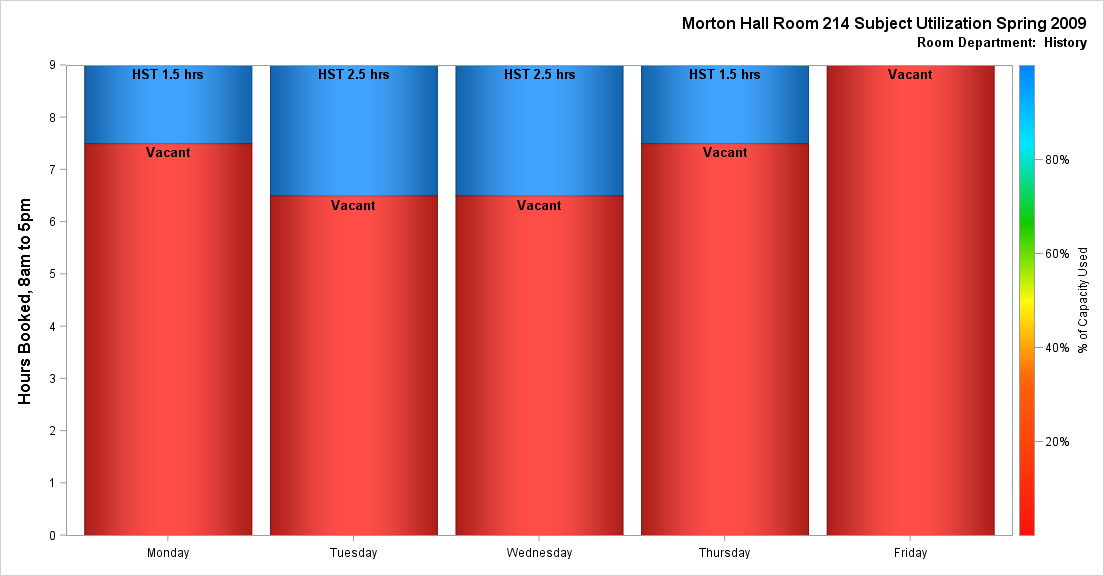 Morton Hall Room 214 Subject Utilization Spring 2009
Room Department: History
Hours Booked, 8am to 5pm
9
8
7
6
5
4
3
2
1
0
HST 1.5 hrs
Vacant
HST 2.5 hrs
Vacant
HST 2.5 hrs
Vacant
HST 1.5 hrs
Vacant
Vacant
Monday
Tuesday
Wednesday
Thursday
Friday
80%
60%
40%
20%
% of Capacity Used